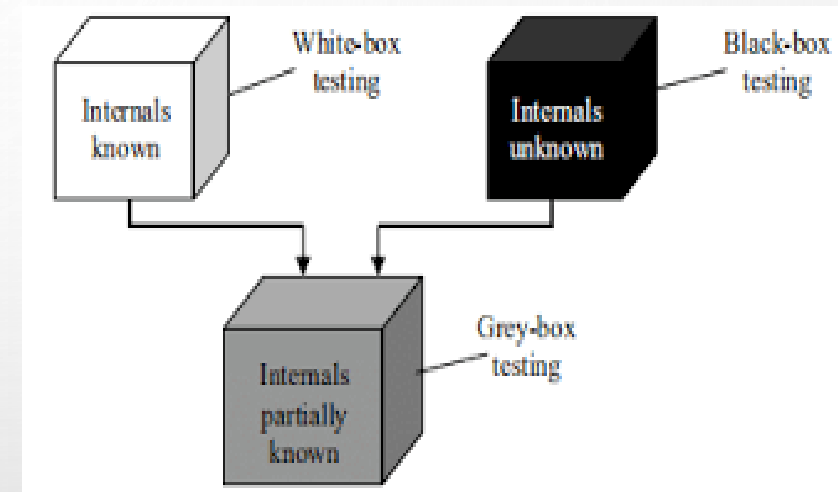 White-box
testing
Internals
known
Black-box
testing
Internals
unknown
Grey-box
testing
Internals
partially
known